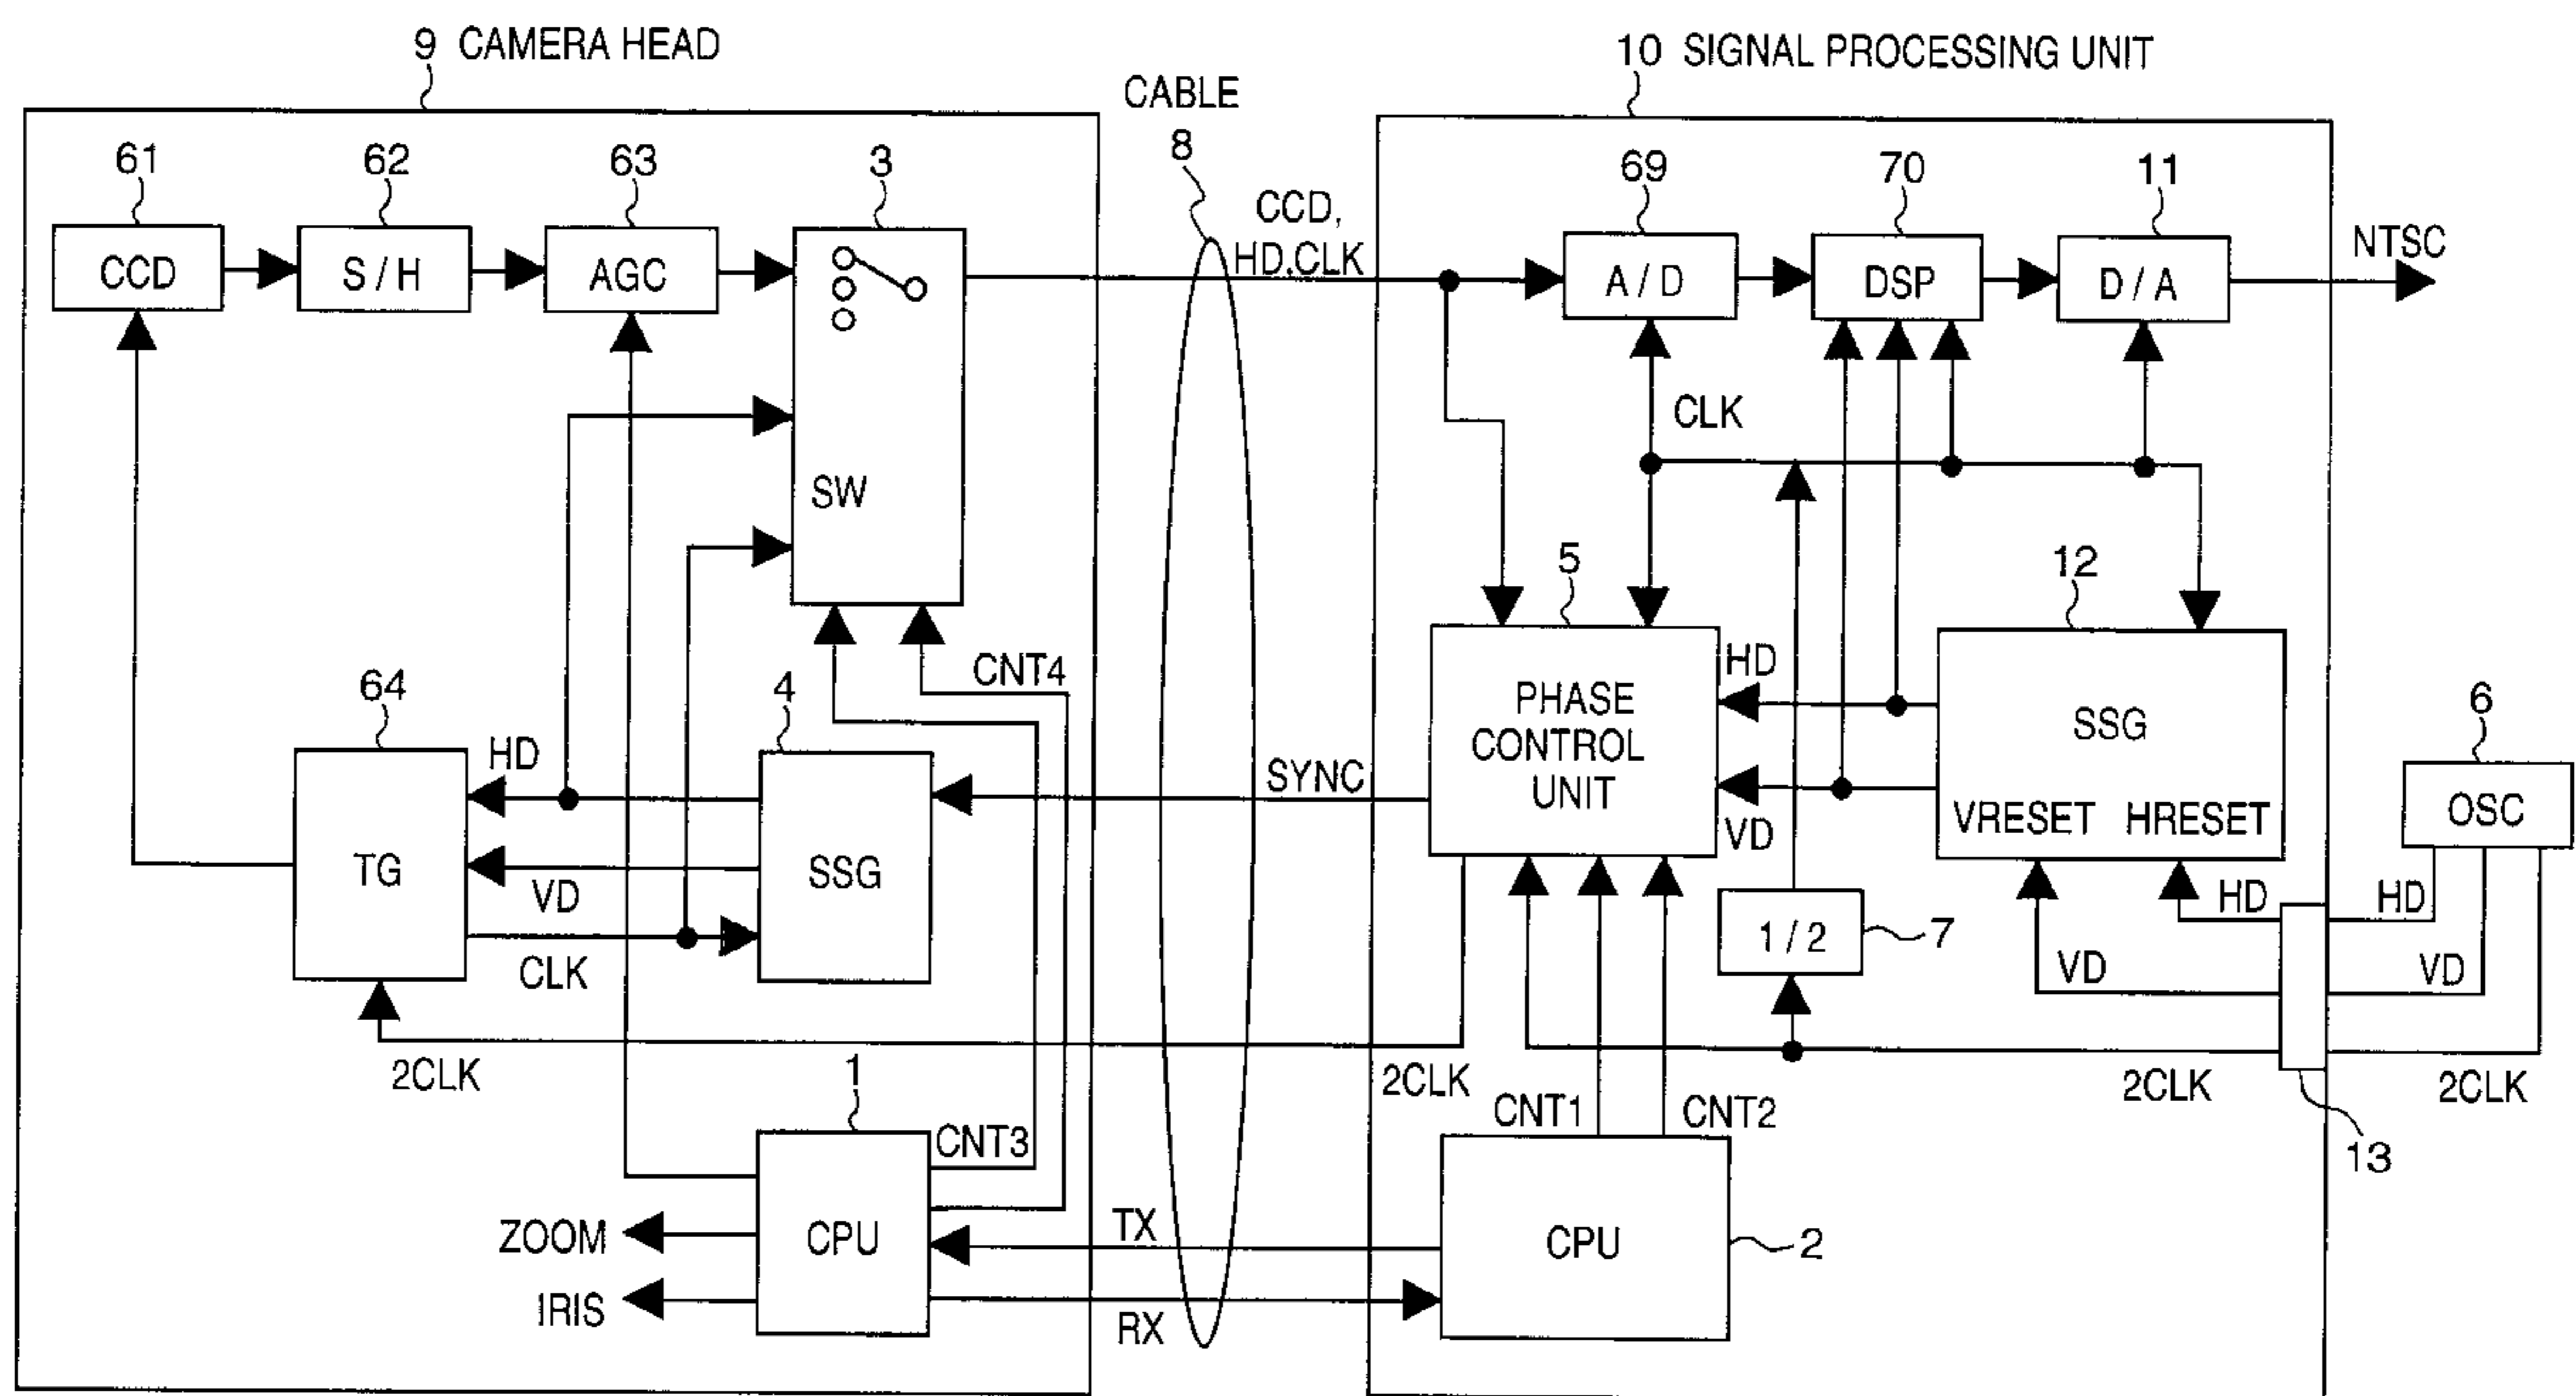 9 CAMERA HEAD
10 SIGNAL PROCESSING UNIT
CABLE
8
61
62
63
3
69
70
11
CCD
S / H
AGC
SW
CCD,
HD.CLK
A / D
DSP
D / A
NTSC
CLK
5
12
64
4
CNT4
HD
VD
CLK
TG
SSG
SYNC
PHASE
CONTROL
UNIT
HD
VD
SSG
VRESET HRESET
6
OSC
1 / 2
7
HD
HD
VD
VD
2CLK
2CLK
2CLK
2CLK
13
1
CNT3
CNT1
CNT2
CPU
ZOOM
IRIS
TX
RX
CPU
2